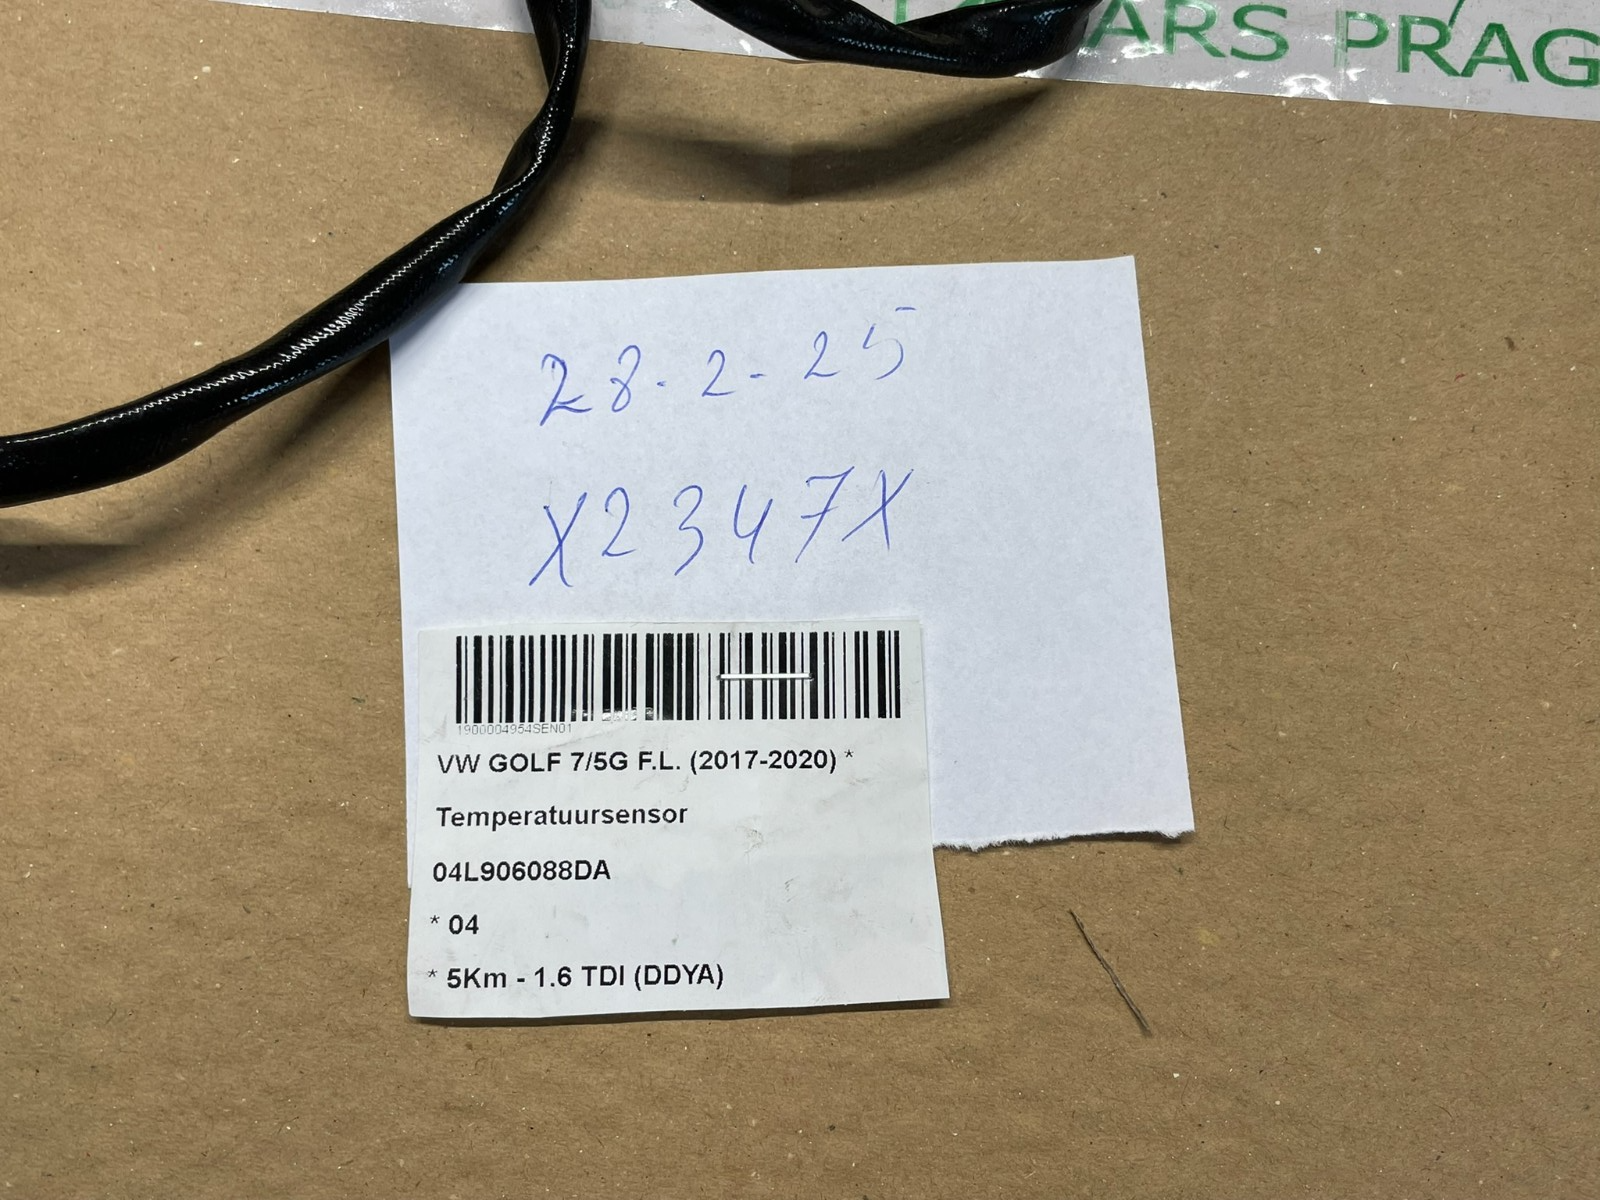 ARS PRAG
28.2-25
X2347X
1900004954SEN01
VW GOLF 7/5G F.L. (2017-2020) *
Temperatuursensor
04L906088DA
* 04
* 5Km - 1.6 TDI (DDYA)